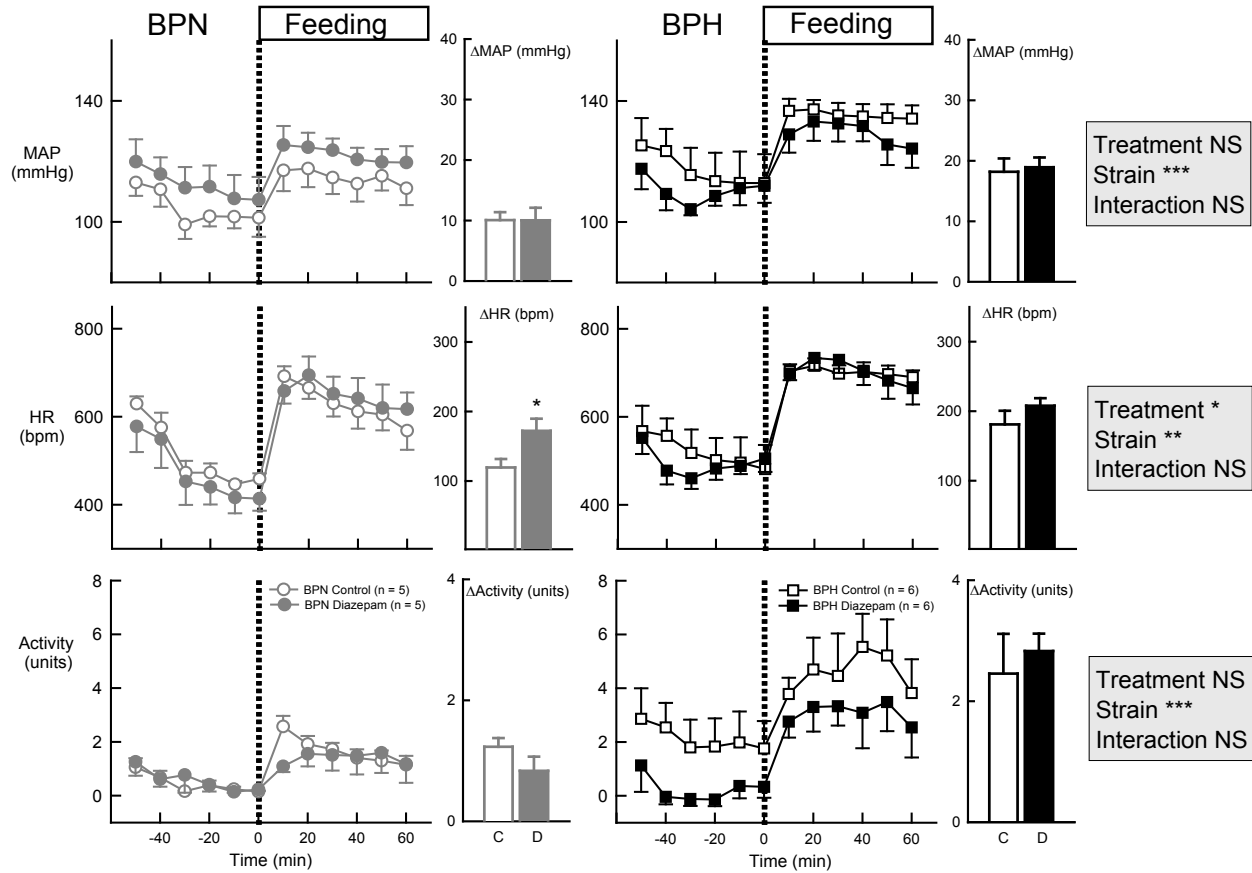 BPN
Feeding
BPH
Feeding
MAP
(mmHg)
140
100
ΔMAP (mmHg)
40
30
20
10
0
140
100
ΔMAP (mmHg)
40
30
20
10
0
Treatment NS
Strain ***
Interaction NS
HR
(bpm)
800
600
400
ΔHR (bpm)
300
200
100
*
800
600
400
ΔHR (bpm)
300
200
100
Treatment *
Strain **
Interaction NS
Activity
(units)
8
6
4
2
0
BPN Control (n = 5)
BPN Diazepam (n = 5)
-40
-20
0
20
40
60
Time (min)
ΔActivity (units)
4
2
0
C
D
8
6
4
2
0
BPH Control (n = 6)
BPH Diazepam (n = 6)
-40
-20
0
20
40
60
Time (min)
ΔActivity (units)
4
2
0
C
D
Treatment NS
Strain ***
Interaction NS